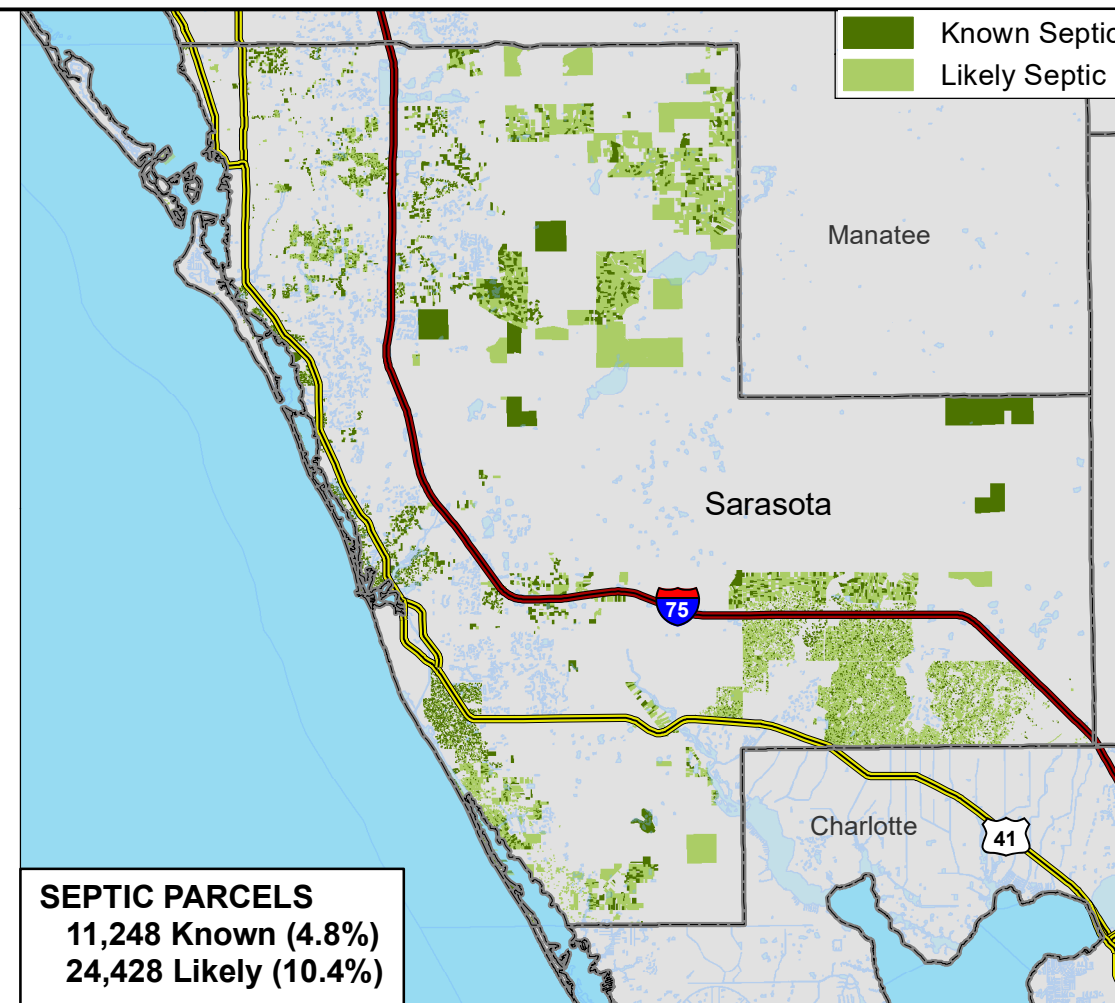 Known Septic
Likely Septic
Manatee
Sarasota
75
Charlotte
41
SEPTIC PARCELS
11,248 Known (4.8%)
24,428 Likely (10.4%)